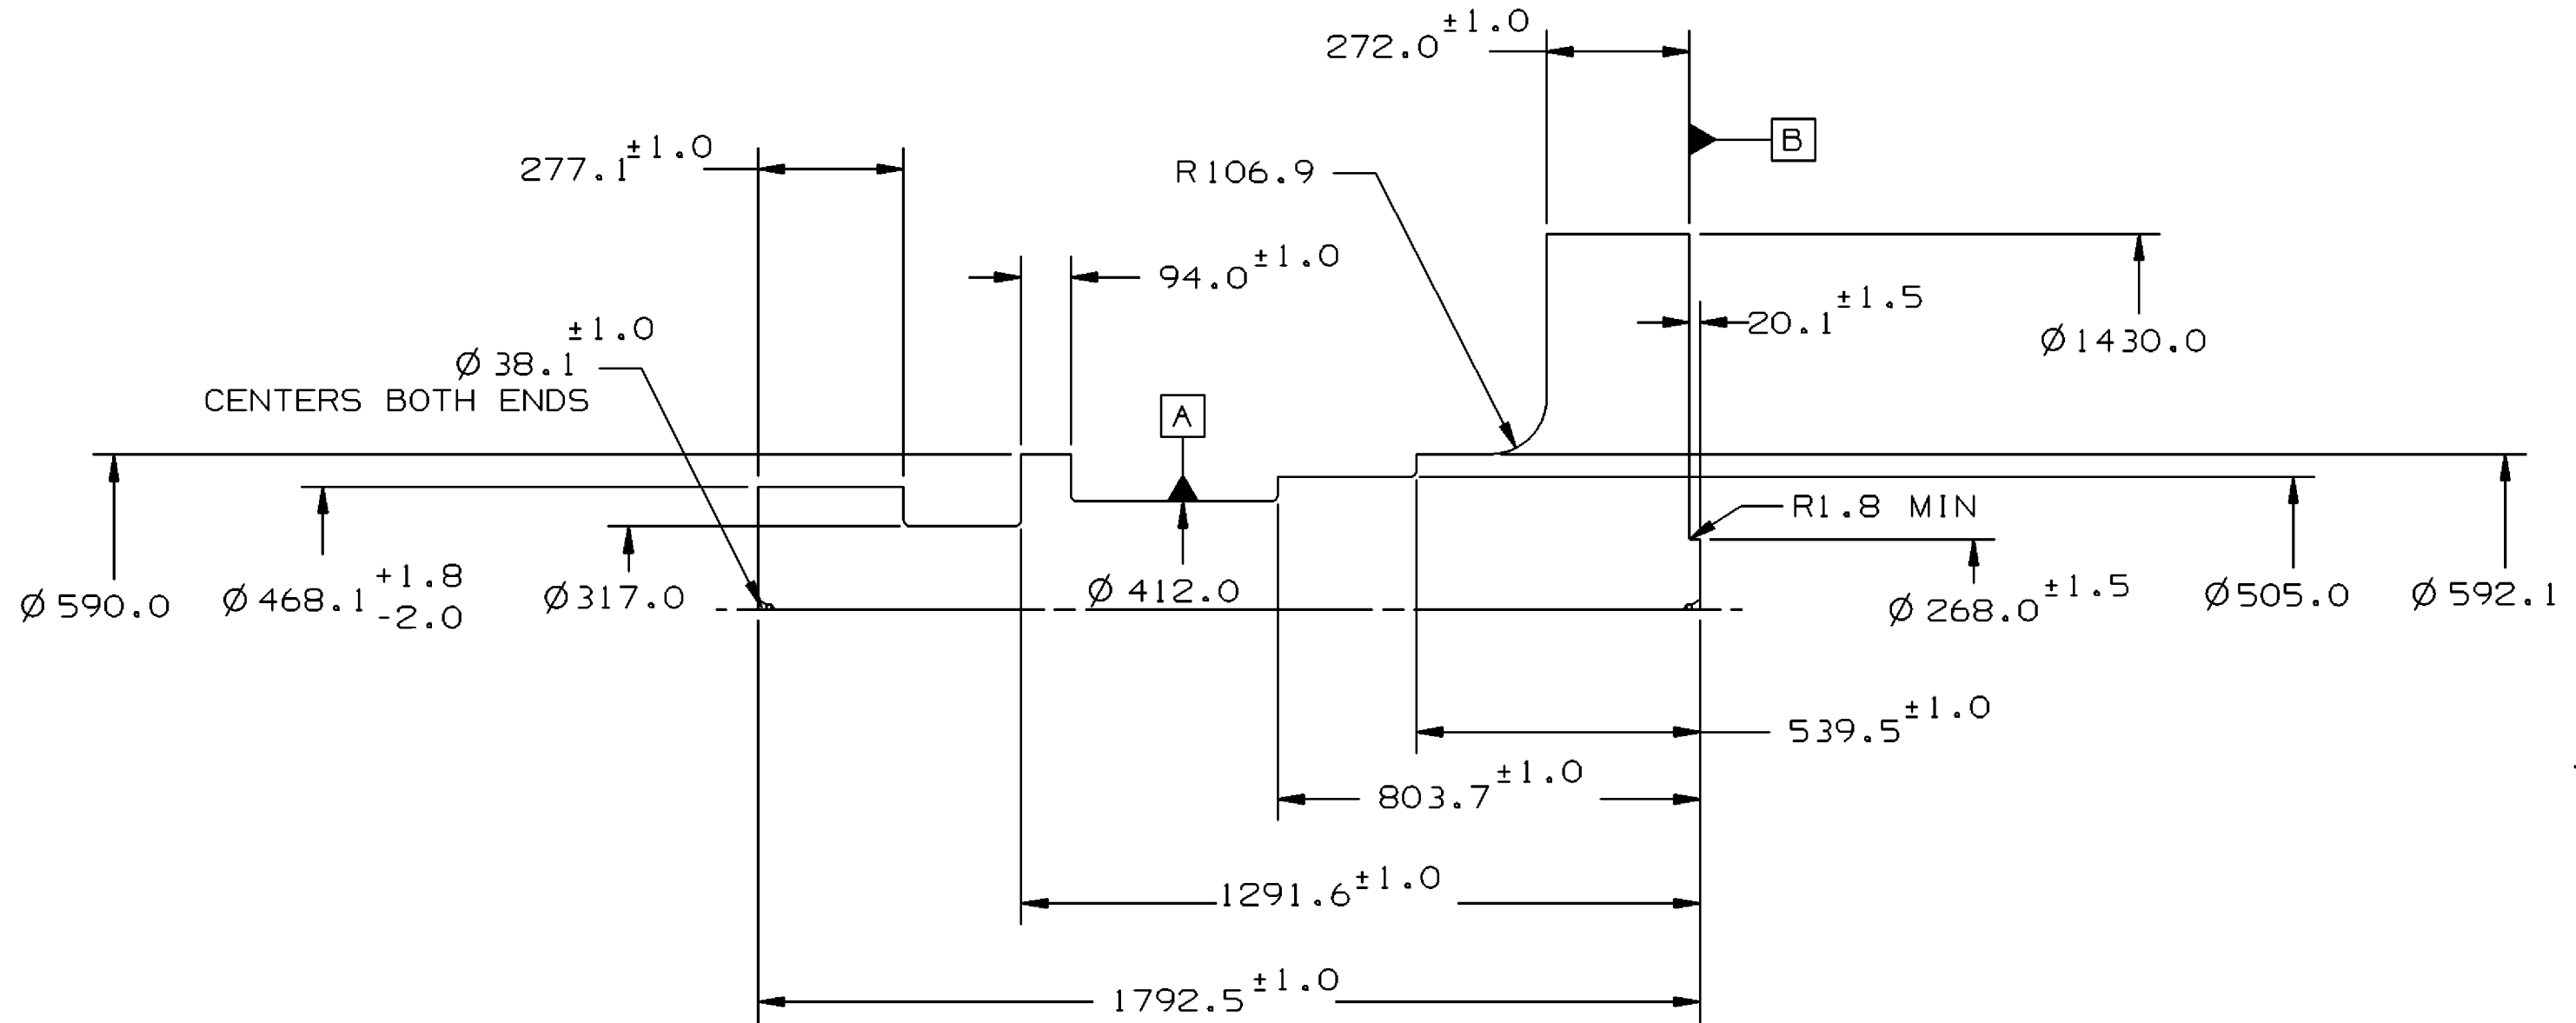 272.0 ±1.0
B
277.1 ±1.0
R106.9
94.0 ±1.0
20.1 ±1.5
Ø1430.0
Ø38.1 ±1.0
CENTERS BOTH ENDS
A
R1.8 MIN
Ø590.0
Ø468.1 +1.8
-2.0
Ø317.0
Ø412.0
Ø268.0 ±1.5
Ø505.0
Ø592.1
539.5 ±1.0
803.7 ±1.0
1291.6 ±1.0
1792.5 ±1.0